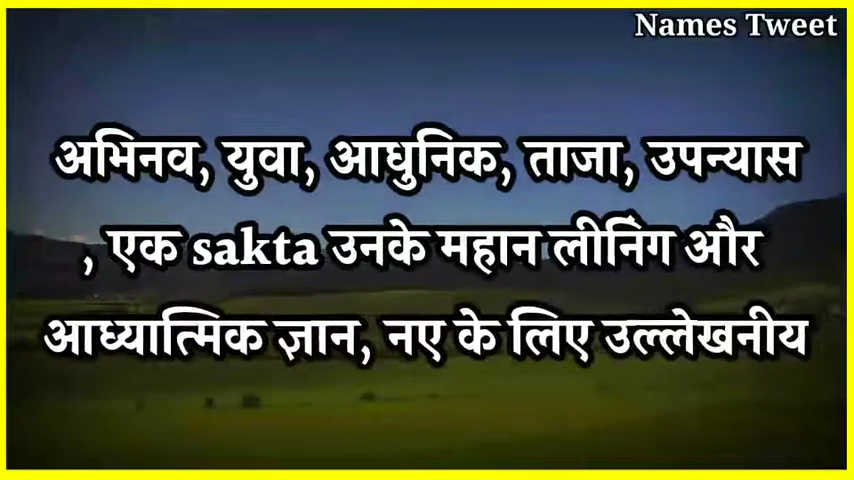 Names Tweet
अभिनव, युवा, आधुनिक, ताजा, उपन्यास
, एक sakta उनके महान लीनिंग और
आध्यात्मिक ज्ञान, नए के लिए उल्लेखनीय